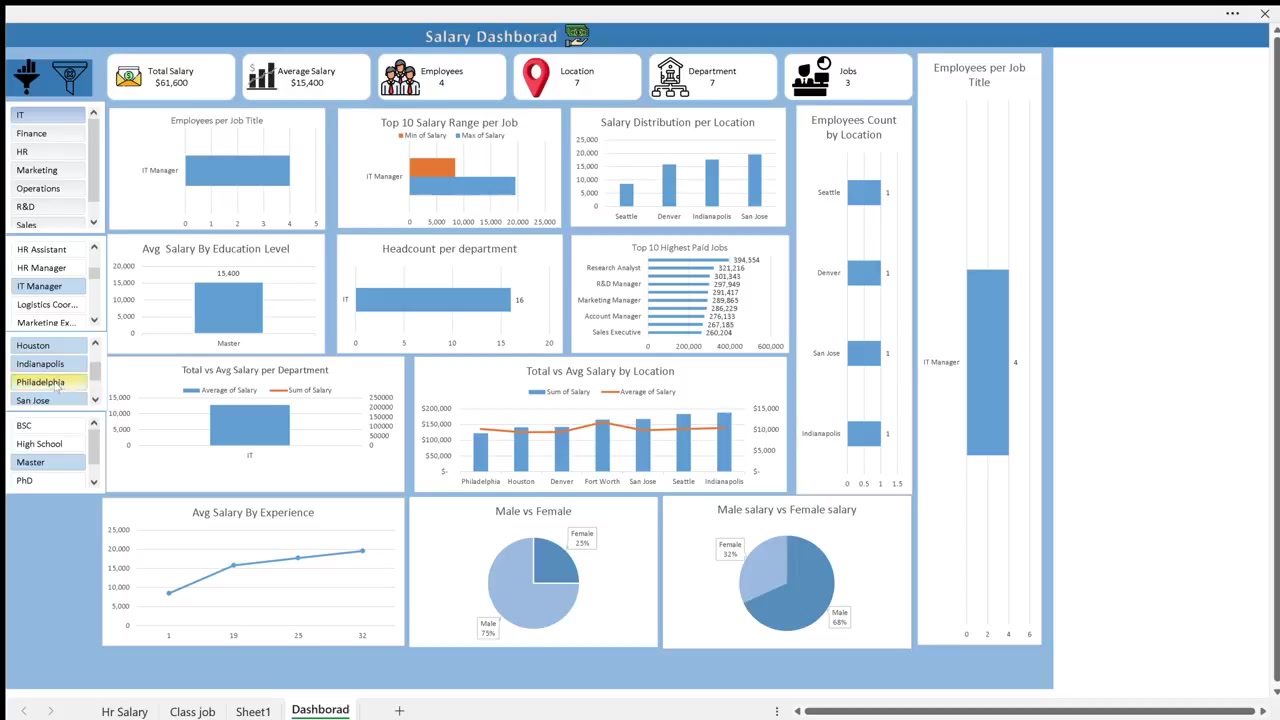 Salary Dashborad
Total Salary
$61,600
Average Salary
$15,400
Employees
4
Location
7
Department
7
Jobs
3
IT
Finance
HR
Marketing
Operations
R&D
Sales
HR Assistant
HR Manager
IT Manager
Logistics Coor...
Marketing Ex...
Houston
Indianapolis
Philadelphia
San Jose
BSC
High School
Master
PhD
Employees per Job Title
IT Manager
0 1 2 3 4 5
Top 10 Salary Range per Job
Min of Salary Max of Salary
IT Manager
0 5,000 10,000 15,000 20,000 25,000
Salary Distribution per Location
25,000
20,000
15,000
10,000
5,000
0
Seattle Denver Indianapolis San Jose
Employees Count
by Location
Seattle 1
Denver 1
San Jose 1
Indianapolis 1
0 0.5 1 1.5
Employees per Job
Title
IT Manager 4
0 2 4 6
Avg Salary By Education Level
20,000
15,000
10,000
5,000
0
15,400
Master
Headcount per department
IT 16
0 5 10 15 20
Top 10 Highest Paid Jobs
394,554
Research Analyst 321,216
301,343
R&D Manager 297,949
291,417
Marketing Manager 289,865
286,229
Account Manager 276,133
267,185
Sales Executive 260,204
0 200,000 400,000 600,000
Total vs Avg Salary per Department
Average of Salary Sum of Salary
15,000
10,000
5,000
0
250000
200000
150000
100000
50000
0
IT
Total vs Avg Salary by Location
Sum of Salary Average of Salary
$200,000
$150,000
$100,000
$50,000
$-
$15,000
$10,000
$5,000
$-
Philadelphia Houston Denver Fort Worth San Jose Seattle Indianapolis
Avg Salary By Experience
25,000
20,000
15,000
10,000
5,000
0
1 19 25 32
Male vs Female
Female
25%
Male
75%
Male salary vs Female salary
Female
32%
Male
68%
Hr Salary Class job Sheet1 Dashborad